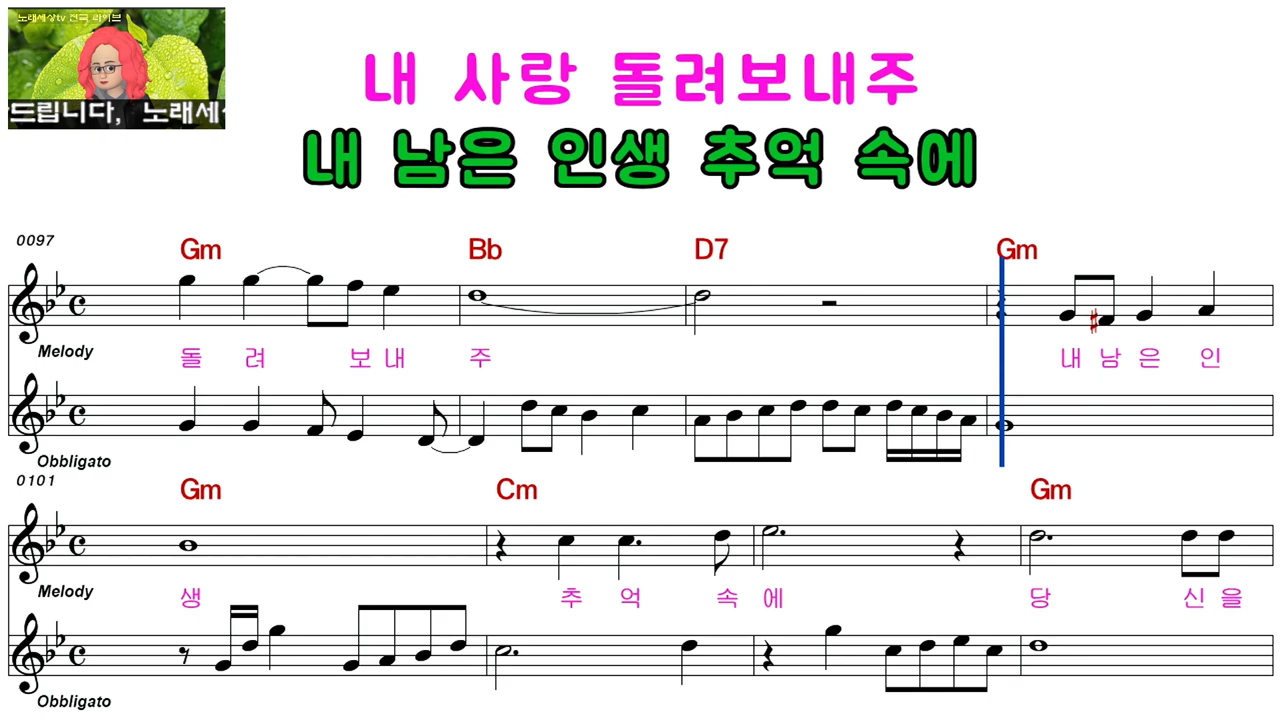 노래세상tv 전국 라이브
드립니다, 노래세상
내 사랑 돌려보내주
내 남은 인생 추억 속에
0097
Gm Bb D7 Gm
Melody
돌 려 보 내 주 내 남 은 인
Obbligato
0101
Gm Cm Gm
Melody
생 추 억 속 에 당 신 을
Obbligato